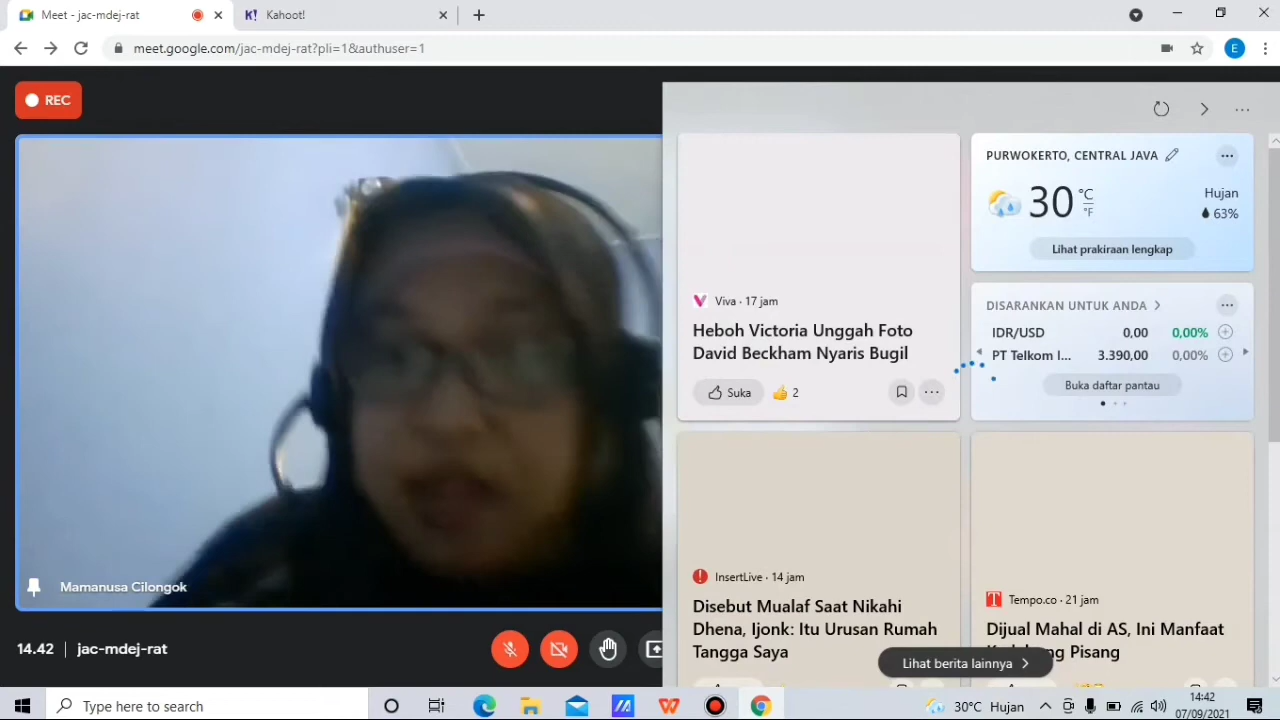 Meet - jac-mdej-rat
Kahoot!
meet.google.com/jac-mdej-rat?pli=1&authuser=1
E
REC
PURWOKERTO, CENTRAL JAVA
30 °C
°F
Hujan
63%
Lihat prakiraan lengkap
Viva · 17 jam
Heboh Victoria Unggah Foto
David Beckham Nyaris Bugil
Suka
2
DISARANKAN UNTUK ANDA
IDR/USD 0,00 0,00%
PT Telkom I... 3.390,00 0,00%
Buka daftar pantau
Mamanusa Cilongok
InsertLive · 14 jam
Disebut Mualaf Saat Nikahi
Dhena, Ijonk: Itu Urusan Rumah
Tangga Saya
Tempo.co · 21 jam
Dijual Mahal di AS, Ini Manfaat
Pisang
Lihat berita lainnya
14.42 | jac-mdej-rat
Type here to search
30°C Hujan
14:42
07/09/2021